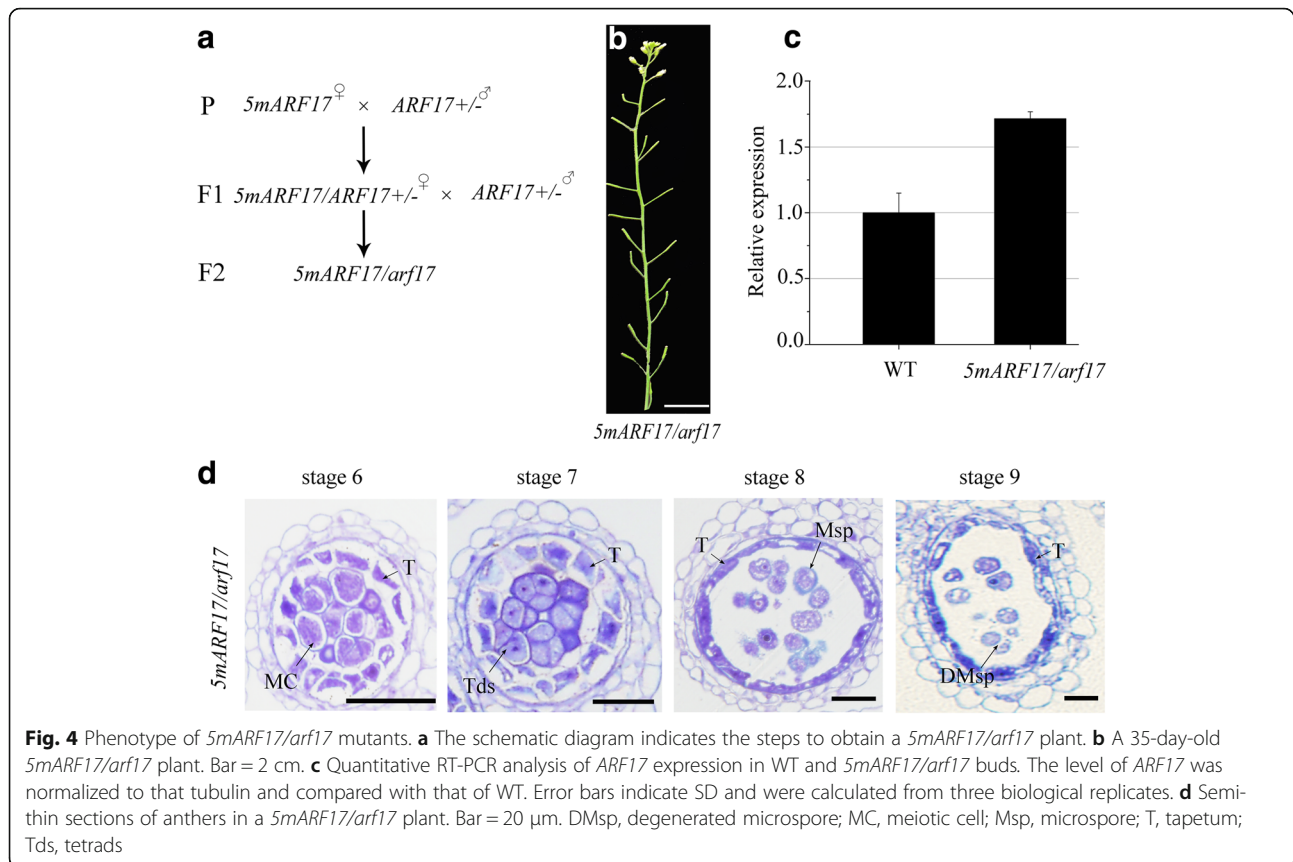 a
P 5mARF17♀ × ARF17+/-♂
F1 5mARF17/ARF17+/-♀ × ARF17+/-♂
F2 5mARF17/arf17
b
5mARF17/arf17
c
Relative expression
2.0
1.5
1.0
0.5
0.0
WT 5mARF17/arf17
d
stage 6 stage 7 stage 8 stage 9
5mARF17/arf17
T
MC
T
Tds
T
Msp
T
DMsp
Fig. 4 Phenotype of 5mARF17/arf17 mutants. a The schematic diagram indicates the steps to obtain a 5mARF17/arf17 plant. b A 35-day-old
5mARF17/arf17 plant. Bar = 2 cm. c Quantitative RT-PCR analysis of ARF17 expression in WT and 5mARF17/arf17 buds. The level of ARF17 was
normalized to that tubulin and compared with that of WT. Error bars indicate SD and were calculated from three biological replicates. d Semi-
thin sections of anthers in a 5mARF17/arf17 plant. Bar = 20 μm. DMsp, degenerated microspore; MC, meiotic cell; Msp, microspore; T, tapetum;
Tds, tetrads